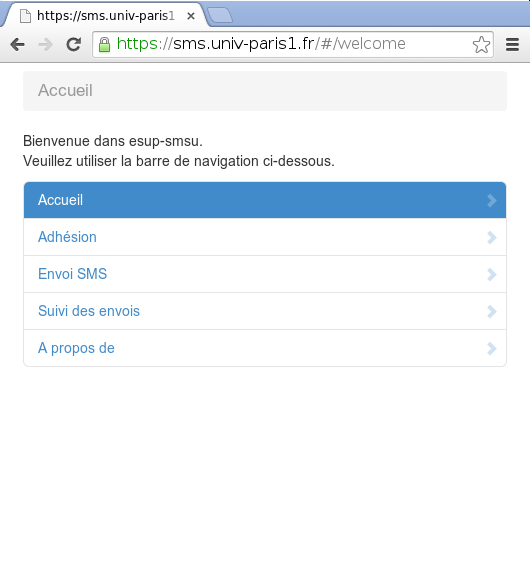 https://sms.univ-paris1
https://sms.univ-paris1.fr/#/welcome
Accueil
Bienvenue dans esup-smsu.
Veuillez utiliser la barre de navigation ci-dessous.
Accueil
Adhésion
Envoi SMS
Suivi des envois
A propos de